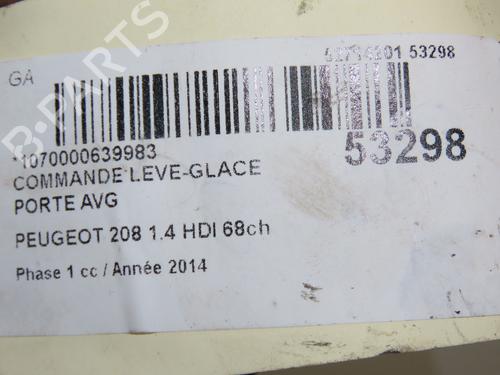 GA
53298
*1070000639983
53298
COMMANDE LEVE-GLACE
PORTE AVG
PEUGEOT 208 1.4 HDI 68ch
Phase 1 cc / Année 2014
B-PARTS